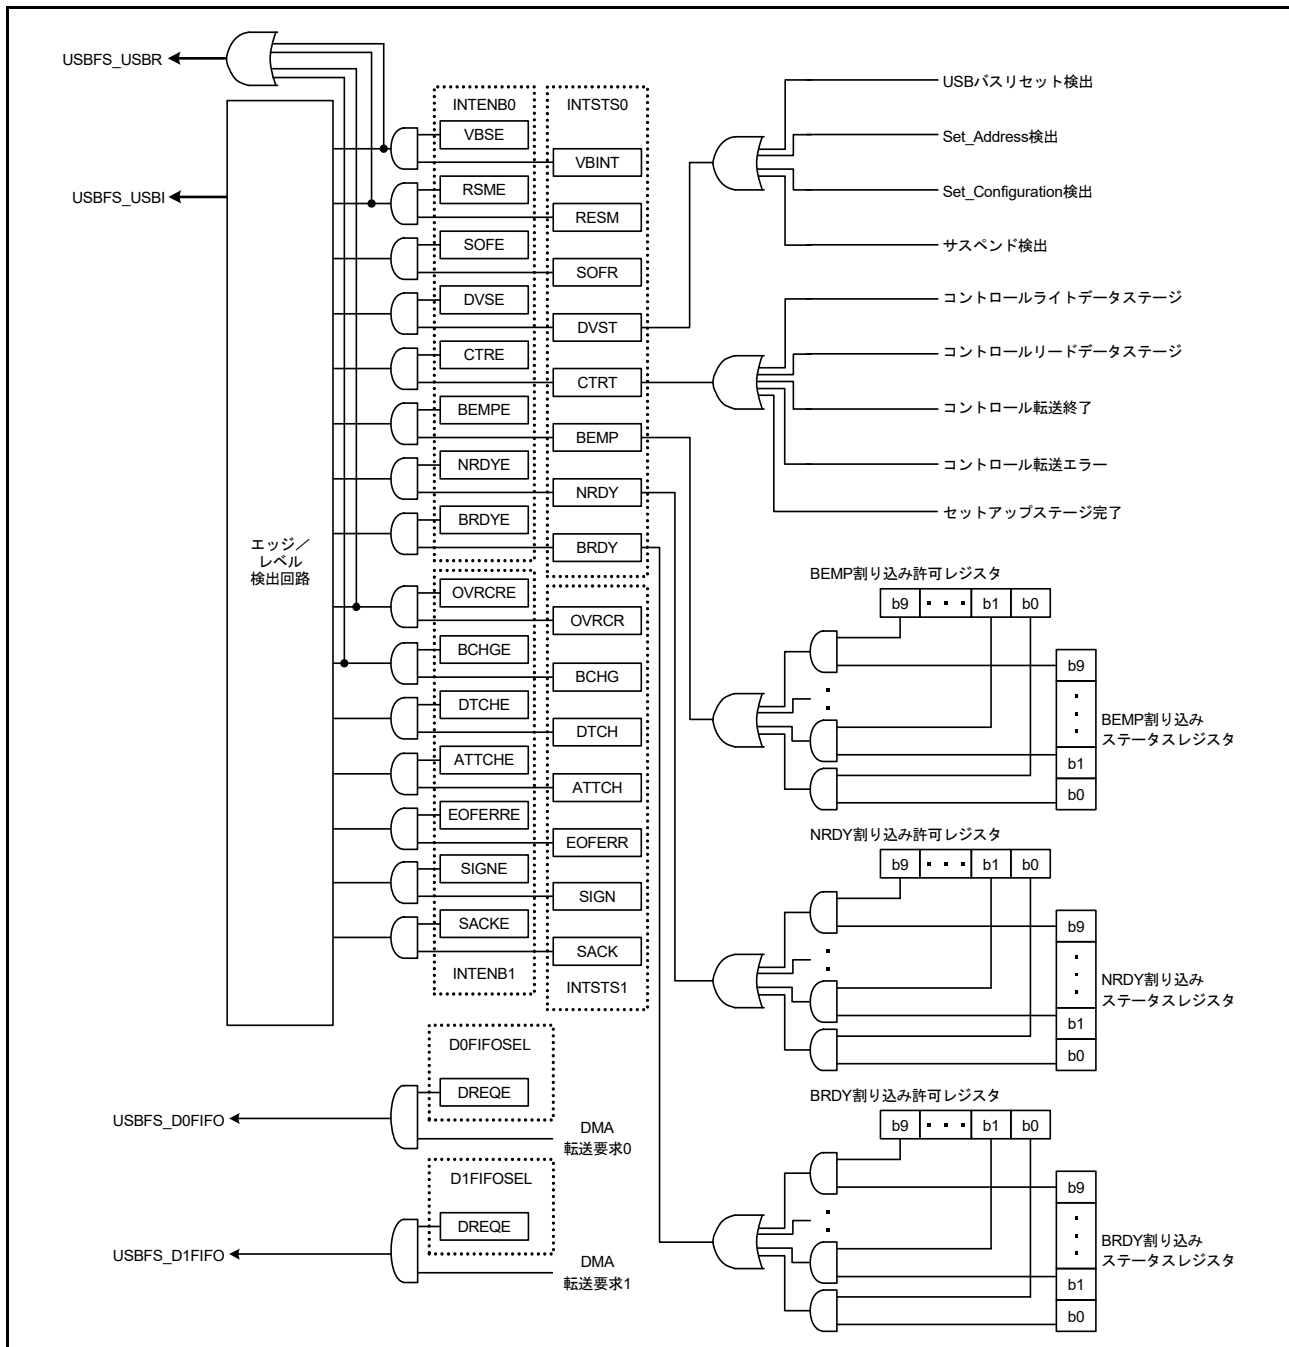 USBFS_USBR
USBFS_USBI
エッジ／
レベル
検出回路
INTENB0
VBSE
RSME
SOFE
DVSE
CTRE
BEMPE
NRDYE
BRDYE
OVRCRE
BCHGE
DTCHE
ATTCHE
EOFERRE
SIGNE
SACKE
INTENB1
INTSTS0
VBINT
RESM
SOFR
DVST
CTRT
BEMP
NRDY
BRDY
OVRCR
BCHG
DTCH
ATTCH
EOFERR
SIGN
SACK
INTSTS1
USBバスリセット検出
Set_Address検出
Set_Configuration検出
サスペンド検出
コントロールライトデータステージ
コントロールリードデータステージ
コントロール転送終了
コントロール転送エラー
セットアップステージ完了
BEMP割り込み許可レジスタ
b9 ・・・ b1 b0
b9
・・・
b1
b0
BEMP割り込み
ステータスレジスタ
NRDY割り込み許可レジスタ
b9 ・・・ b1 b0
b9
・・・
b1
b0
NRDY割り込み
ステータスレジスタ
BRDY割り込み許可レジスタ
b9 ・・・ b1 b0
b9
・・・
b1
b0
BRDY割り込み
ステータスレジスタ
D0FIFOSEL
DREQE
USBFS_D0FIFO
DMA
転送要求0
D1FIFOSEL
DREQE
USBFS_D1FIFO
DMA
転送要求1